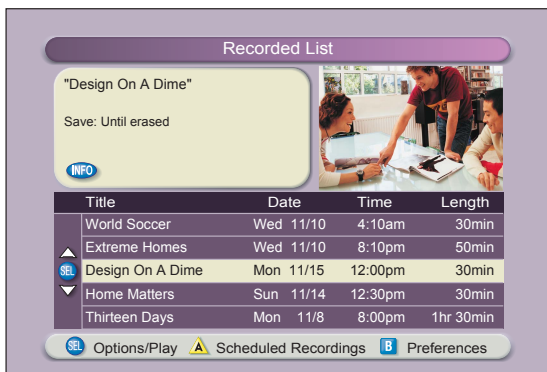 Recorded List
"Design On A Dime"
Save: Until erased
INFO
Title Date Time Length
World Soccer Wed 11/10 4:10am 30min
Extreme Homes Wed 11/10 8:10pm 50min
SEL Design On A Dime Mon 11/15 12:00pm 30min
Home Matters Sun 11/14 12:30pm 30min
Thirteen Days Mon 11/8 8:00pm 1hr 30min
SEL Options/Play A Scheduled Recordings B Preferences